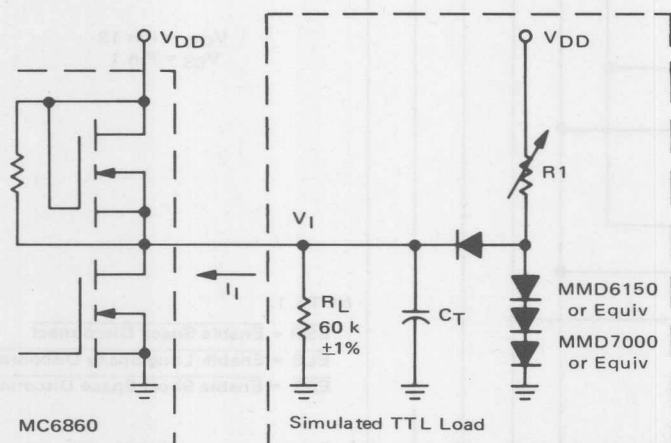 VDD
VDD
R1
VI
II
RL
60 k
±1%
CT
MMD6150
or Equiv
MMD7000
or Equiv
MC6860
Simulated TTL Load